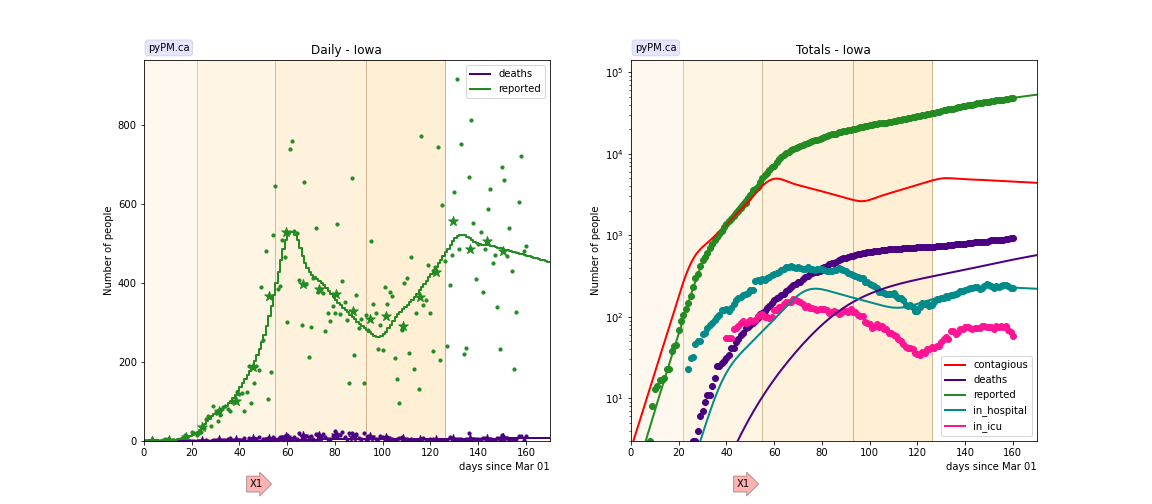 pyPM.ca
Daily - Iowa
deaths
reported
Number of people
0
200
400
600
800
0
20
40
60
80
100
120
140
160
days since Mar 01
X1
pyPM.ca
Totals - Iowa
Number of people
10^5
10^4
10^3
10^2
10^1
contagious
deaths
reported
in_hospital
in_icu
0
20
40
60
80
100
120
140
160
days since Mar 01
X1